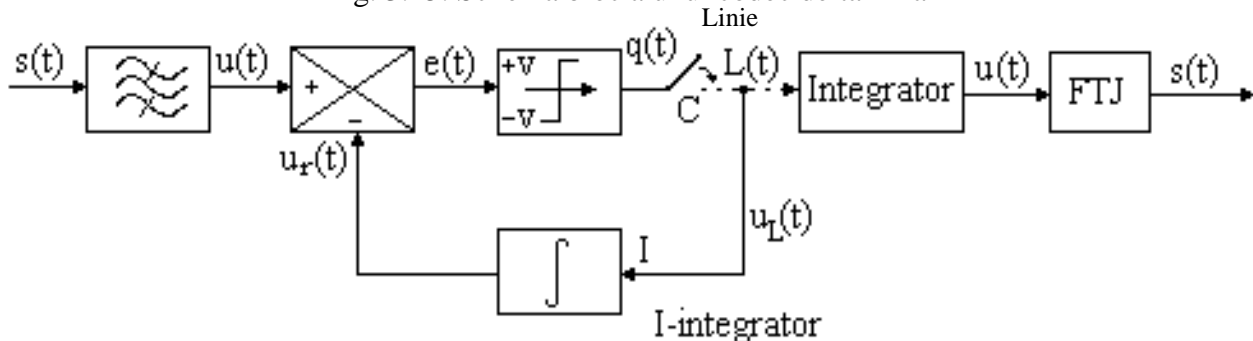 Linie
s(t) u(t) + − e(t) +V −V q(t) C L(t) Integrator u(t) FTJ s(t)
u_r(t)
u_L(t)
∫ I
I-integrator